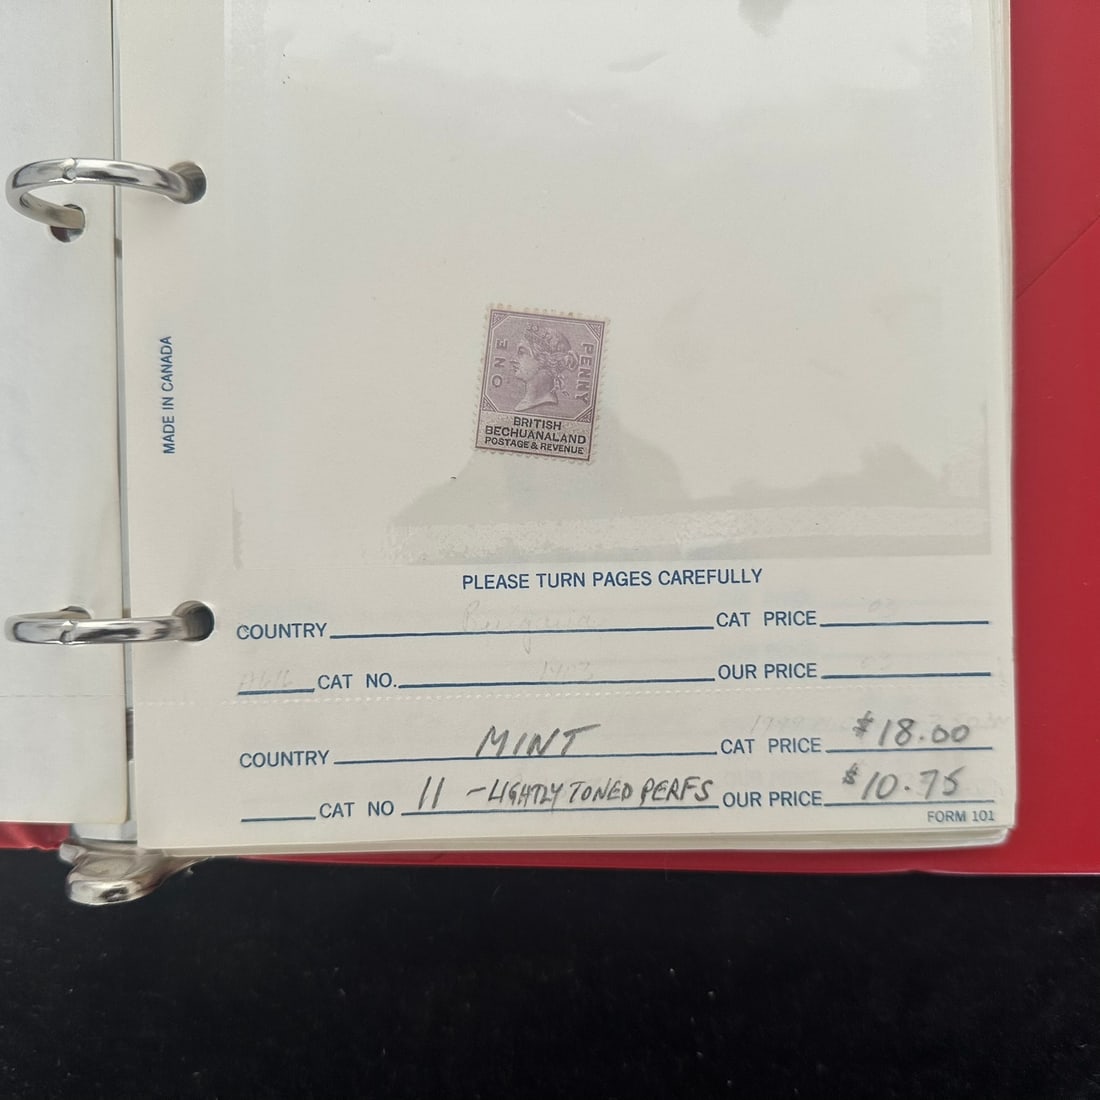 MADE IN CANADA
ONE PENNY
BRITISH
BECHUANALAND
POSTAGE & REVENUE
PLEASE TURN PAGES CAREFULLY
COUNTRY CAT PRICE
CAT NO. OUR PRICE
COUNTRY MINT CAT PRICE $18.00
CAT NO 11 - LIGHTLY TONED PERFS OUR PRICE $10.75
FORM 101